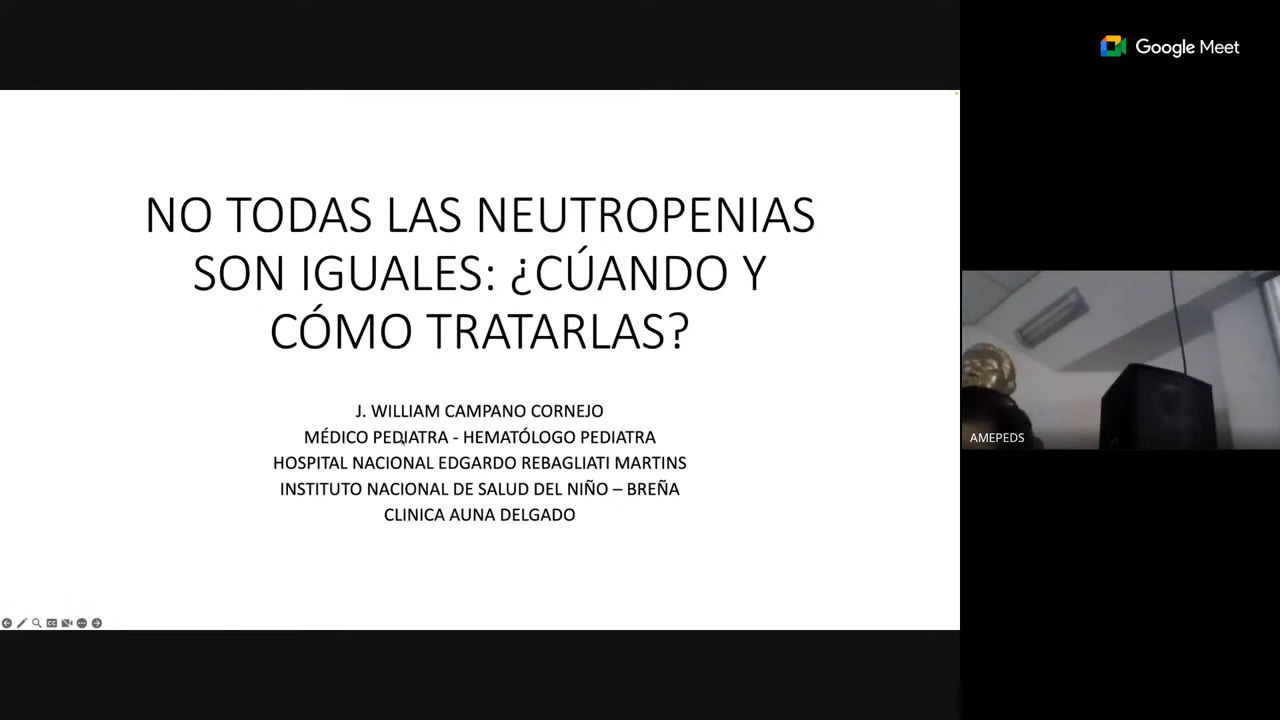 NO TODAS LAS NEUTROPENIAS
SON IGUALES: ¿CÚANDO Y
CÓMO TRATARLAS?
J. WILLIAM CAMPANO CORNEJO
MÉDICO PEDIATRA - HEMATÓLOGO PEDIATRA
HOSPITAL NACIONAL EDGARDO REBAGLIATI MARTINS
INSTITUTO NACIONAL DE SALUD DEL NIÑO – BREÑA
CLINICA AUNA DELGADO
Google Meet
AMEPEDS